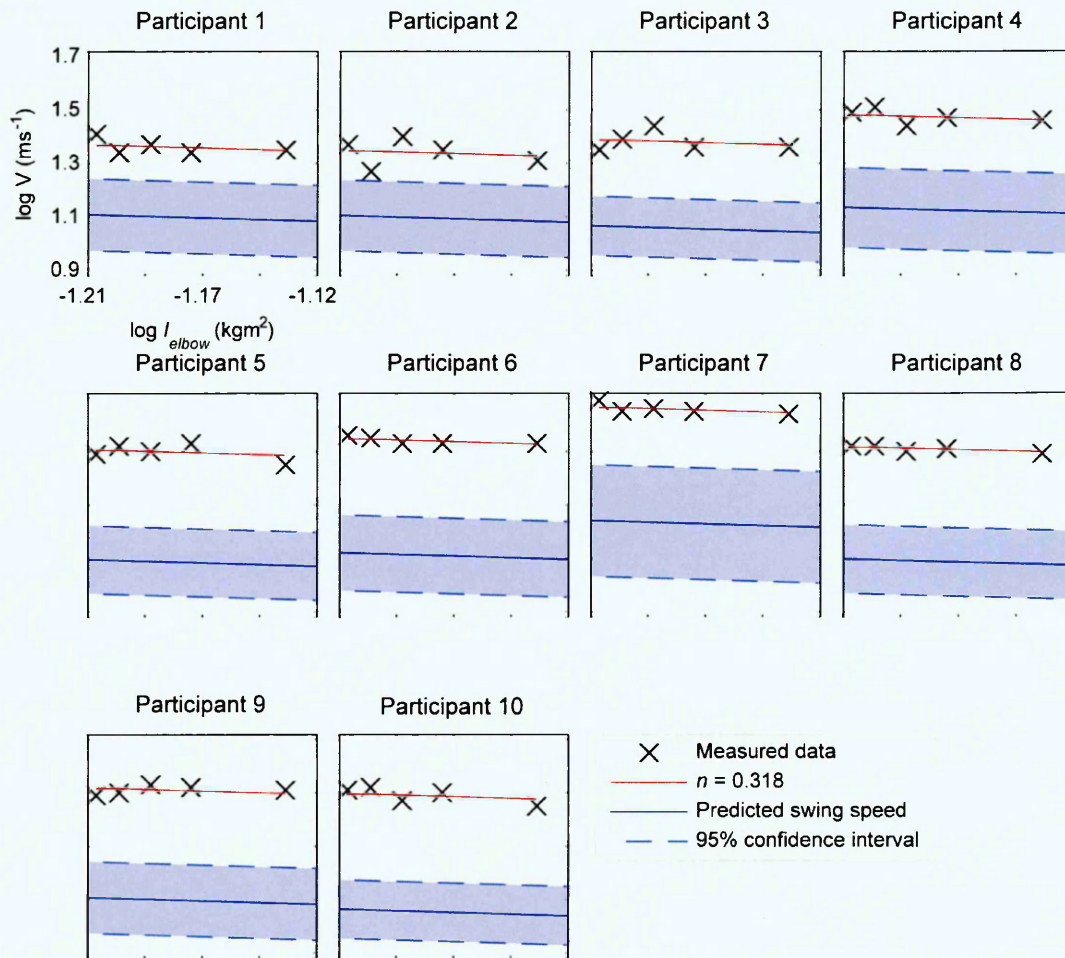 Participant 1
Participant 2
Participant 3
Participant 4
1.7
1.5
1.3
1.1
0.9
log V (ms⁻¹)
-1.21
-1.17
-1.12
log I_elbow (kgm²)
Participant 5
Participant 6
Participant 7
Participant 8
Participant 9
Participant 10
Measured data
n = 0.318
Predicted swing speed
95% confidence interval